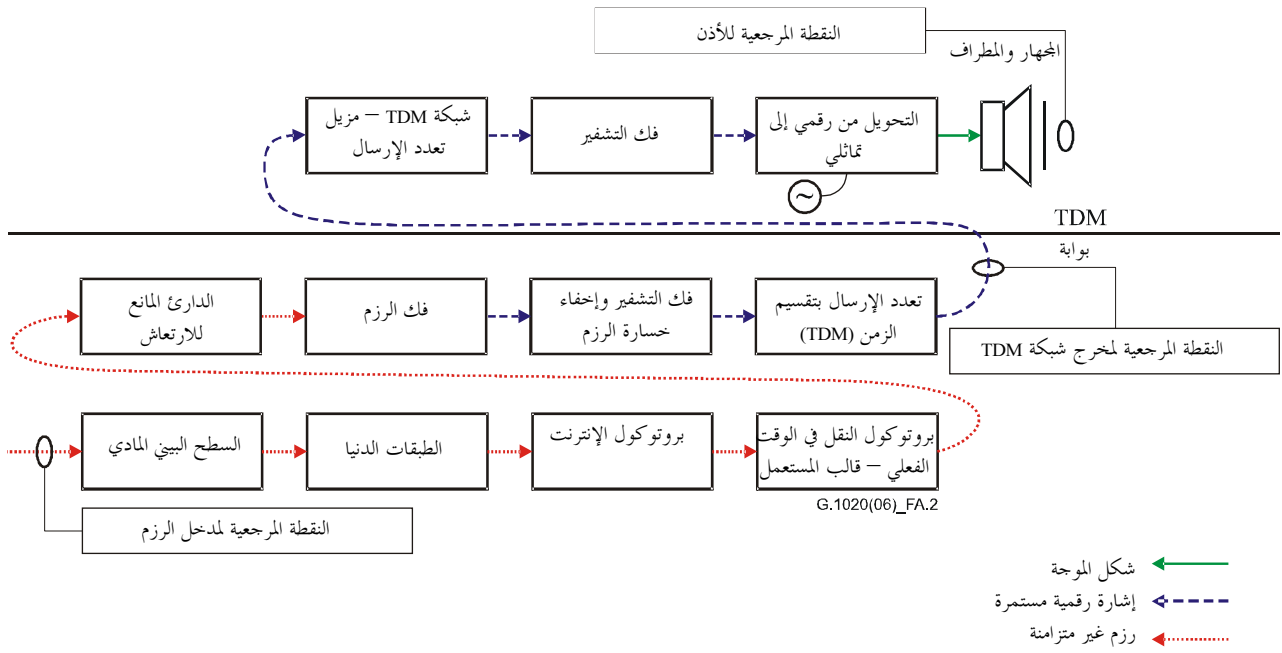 النقطة المرجعية للأذن
المجهار والمطراف
شبكة TDM – مزيل
تعدد الإرسال
فك التشفير
التحويل من رقمي إلى
تماثلي
~
TDM
بوابة
الدارئ المانع
للارتعاش
فك الرزم
فك التشفير وإخفاء
خسارة الرزم
تعدد الإرسال بتقسيم
الزمن (TDM)
النقطة المرجعية لمخرج شبكة TDM
السطح البيني المادي
الطبقات الدنيا
بروتوكول الإنترنت
بروتوكول النقل في الوقت
الفعلي – قالب المستعمل
G.1020(06)_FA.2
النقطة المرجعية لمدخل الرزم
شكل الموجة
إشارة رقمية مستمرة
رزم غير متزامنة